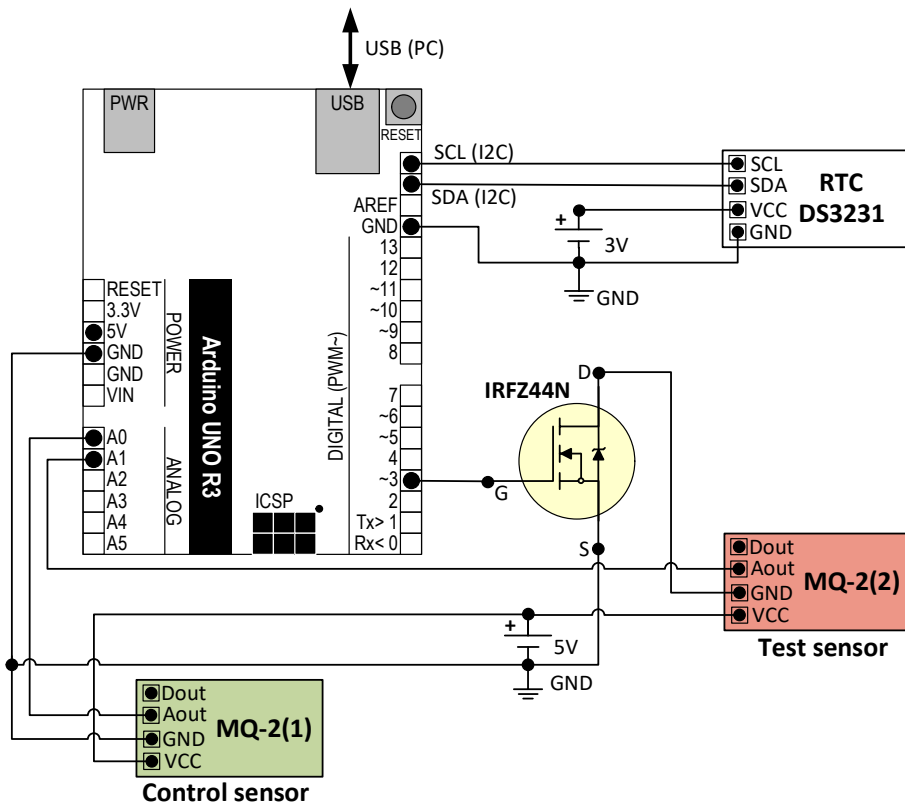 USB (PC)
PWR
USB
RESET
SCL (I2C)
SDA (I2C)
AREF
GND
13
12
~11
~10
~9
8
7
~6
~5
4
~3
2
Tx> 1
Rx< 0
DIGITAL (PWM~)
RESET
3.3V
5V
GND
GND
VIN
POWER
A0
A1
A2
A3
A4
A5
ANALOG
Arduino UNO R3
ICSP
SCL
SDA
VCC
GND
RTC
DS3231
+
3V
GND
IRFZ44N
D
G
S
Dout
Aout
GND
VCC
MQ-2(2)
Test sensor
+
5V
GND
Dout
Aout
GND
VCC
MQ-2(1)
Control sensor